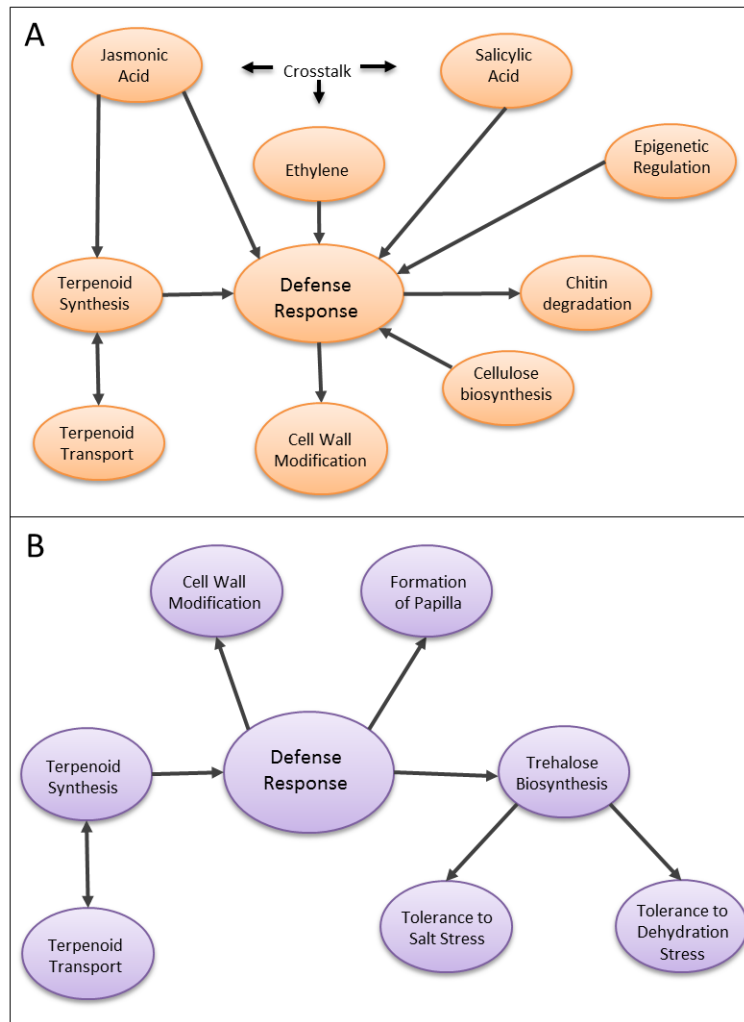 A
Jasmonic
Acid
Crosstalk
Salicylic
Acid
Ethylene
Epigenetic
Regulation
Terpenoid
Synthesis
Defense
Response
Chitin
degradation
Cellulose
biosynthesis
Terpenoid
Transport
Cell Wall
Modification
B
Cell Wall
Modification
Formation
of Papilla
Terpenoid
Synthesis
Defense
Response
Trehalose
Biosynthesis
Terpenoid
Transport
Tolerance to
Salt Stress
Tolerance to
Dehydration
Stress